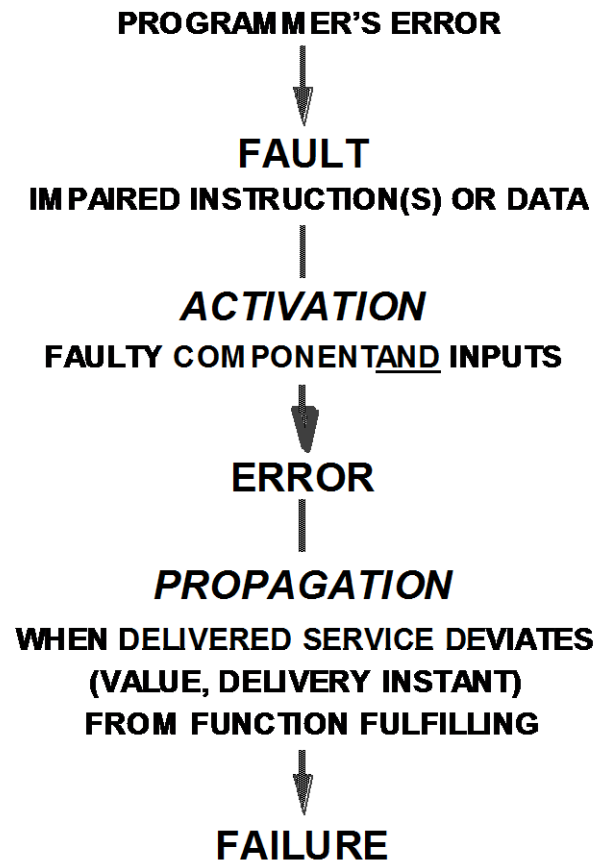 PROGRAMMER'S ERROR
FAULT
IMPAIRED INSTRUCTION(S) OR DATA
ACTIVATION
FAULTY COMPONENT AND INPUTS
ERROR
PROPAGATION
WHEN DELIVERED SERVICE DEVIATES
(VALUE, DELIVERY INSTANT)
FROM FUNCTION FULFILLING
FAILURE